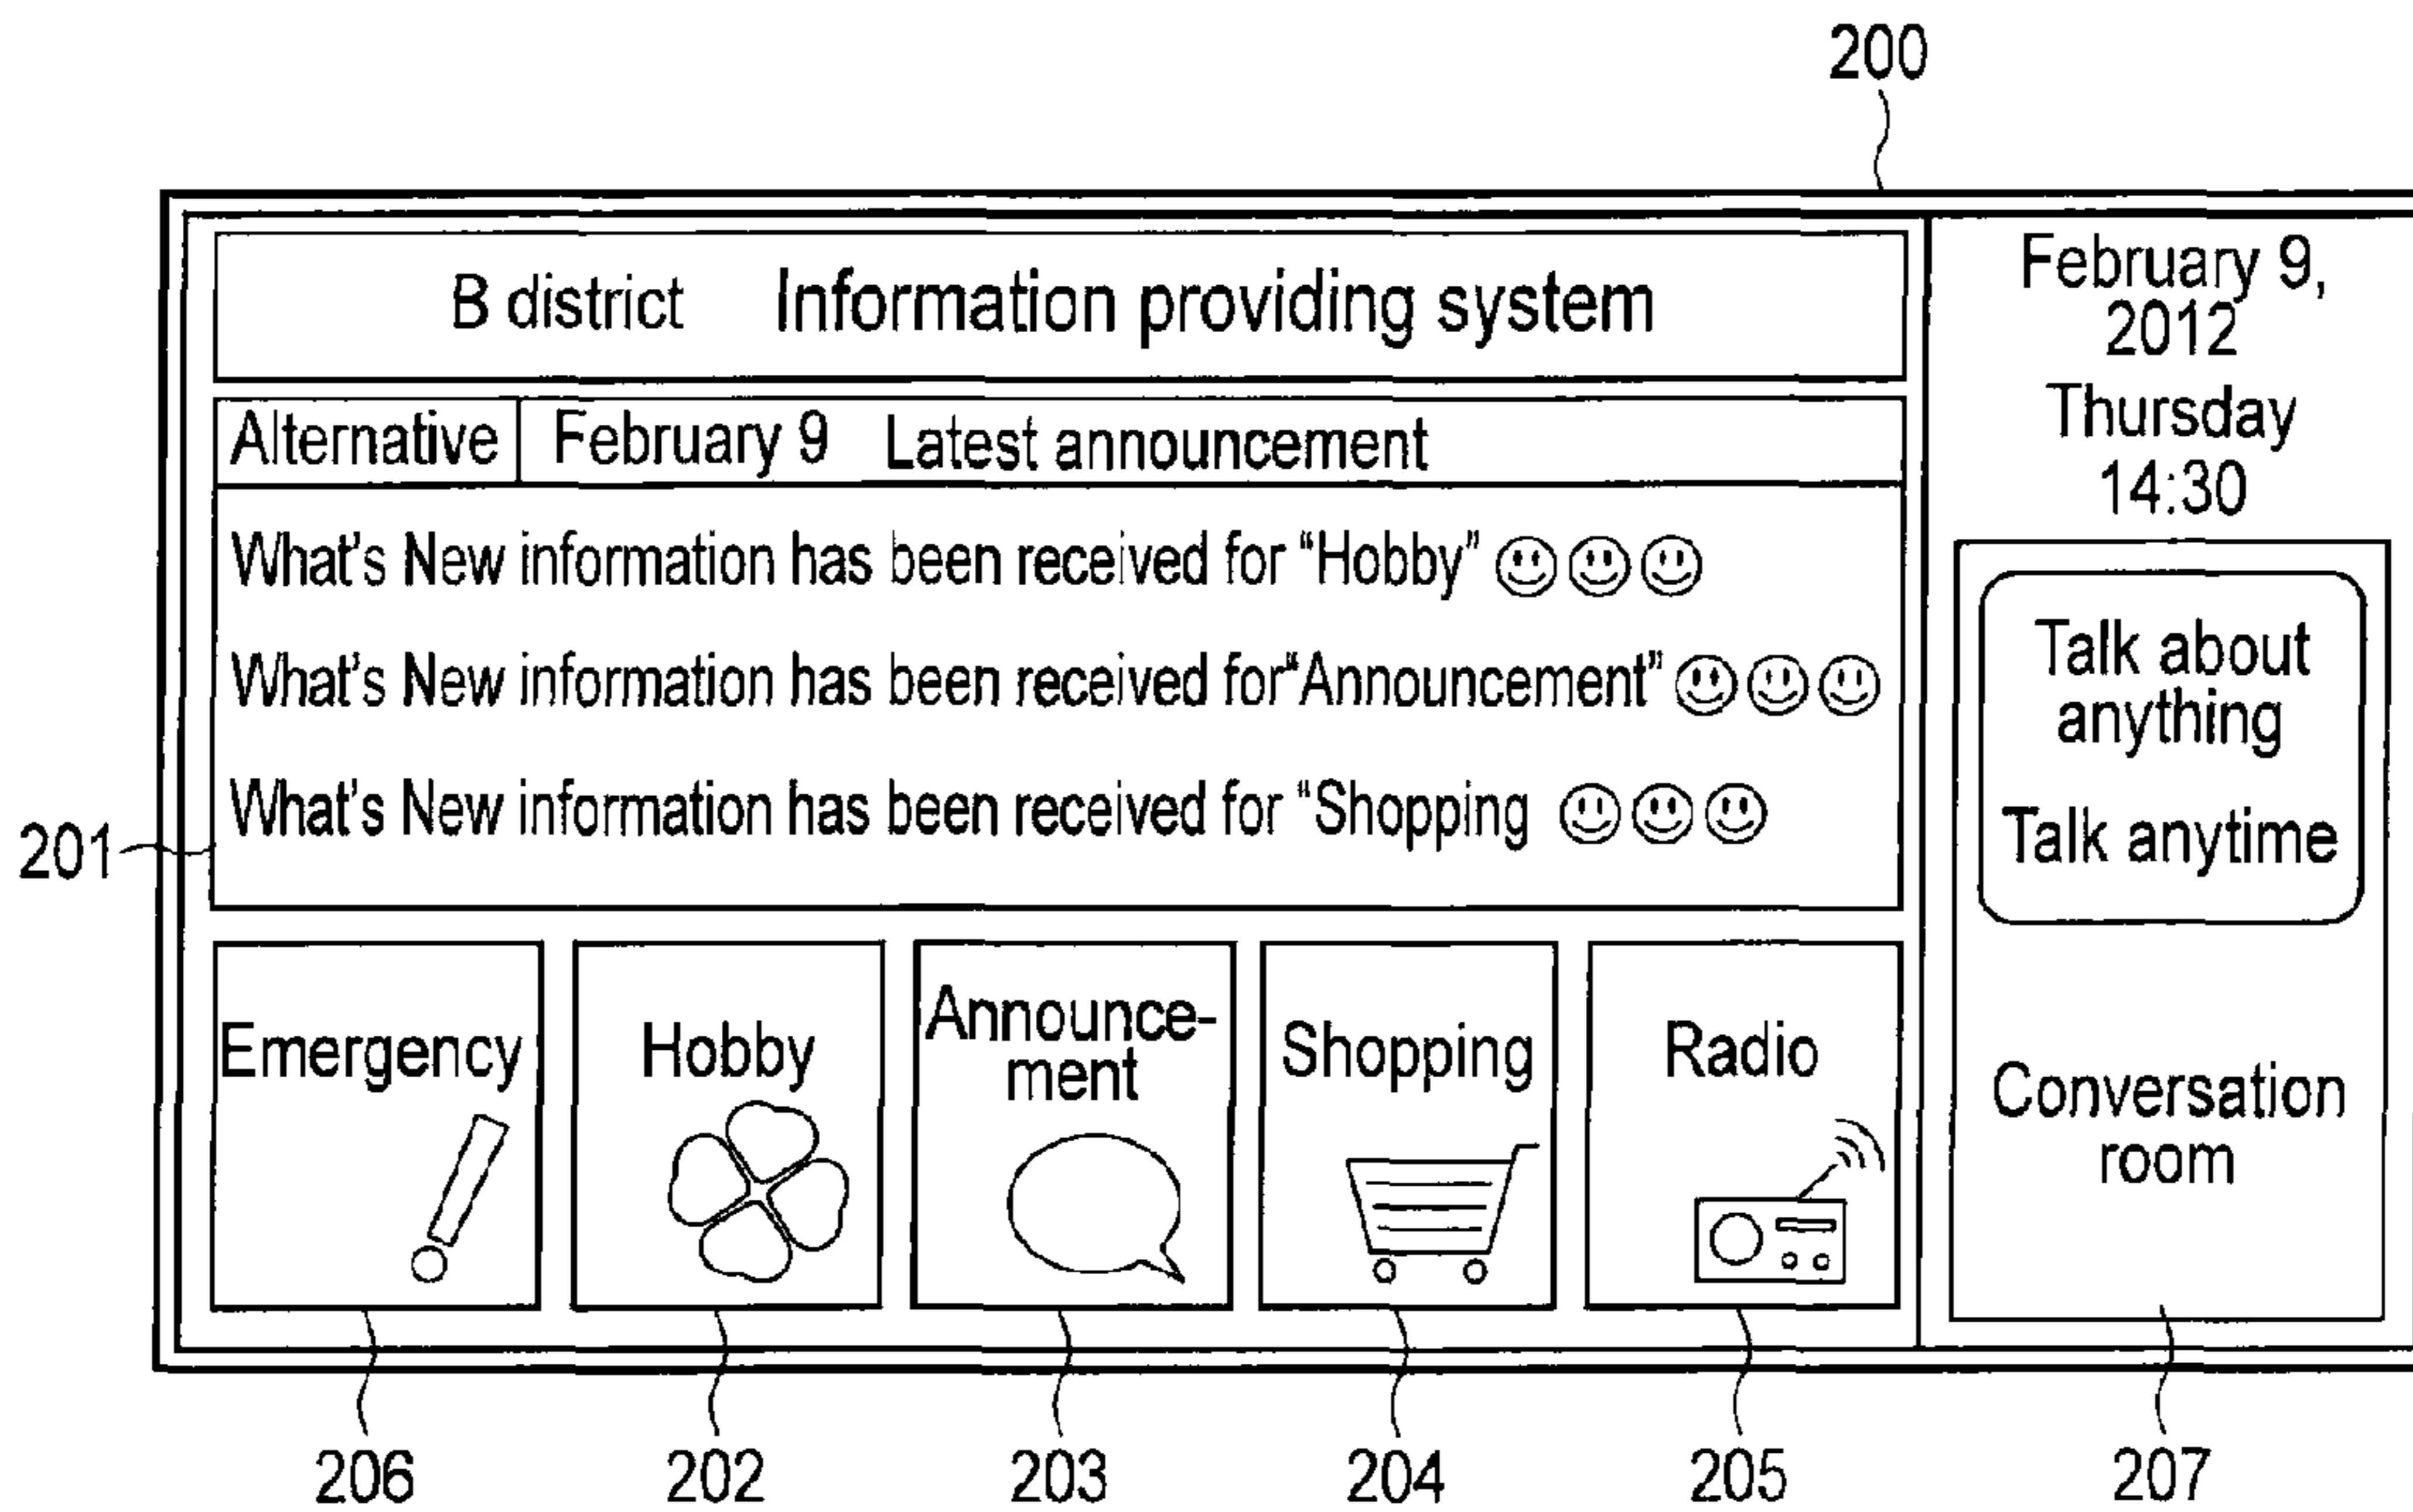 200
B district Information providing system
February 9,
2012
Thursday
14:30
Alternative February 9 Latest announcement
What's New information has been received for "Hobby"
What's New information has been received for"Announcement"
What's New information has been received for "Shopping
201
Talk about
anything
Talk anytime
Conversation
room
Emergency
Hobby
Announce-
ment
Shopping
Radio
206 202 203 204 205 207